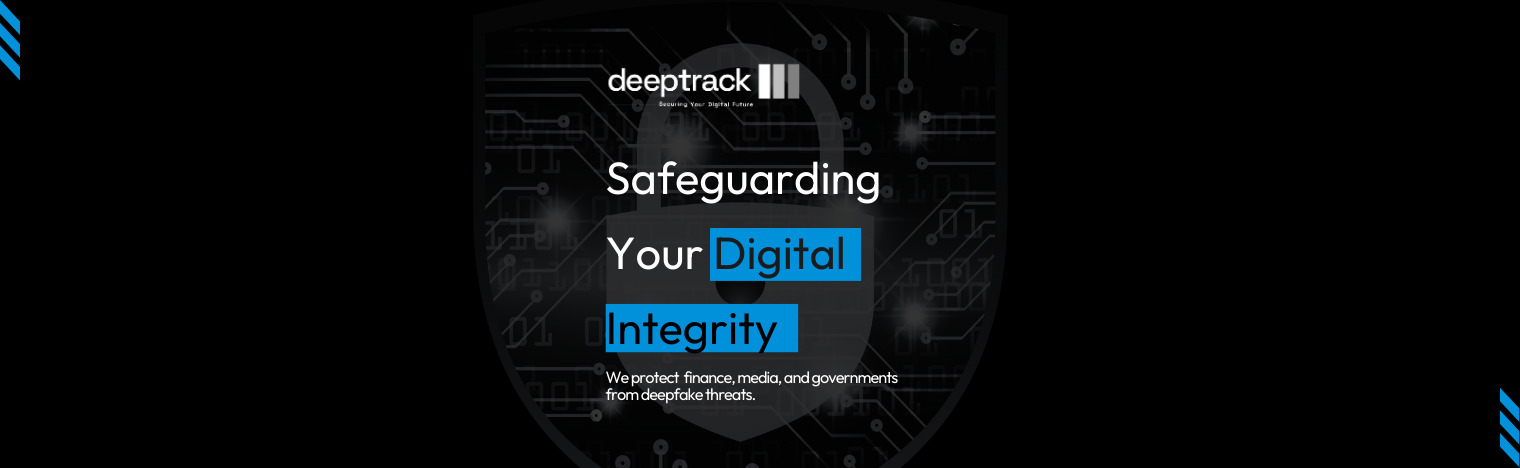 deeptrack
Securing Your Digital Future
Safeguarding
Your Digital
Integrity
We protect finance, media, and governments
from deepfake threats.